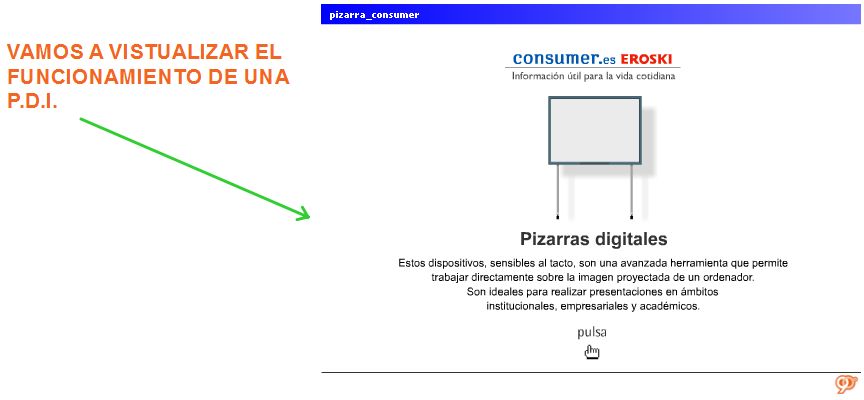 VAMOS A VISTUALIZAR EL
FUNCIONAMIENTO DE UNA
P.D.I.
pizarra_consumer
consumer.es EROSKI
Información útil para la vida cotidiana
Pizarras digitales
Estos dispositivos, sensibles al tacto, son una avanzada herramienta que permite
trabajar directamente sobre la imagen proyectada de un ordenador.
Son ideales para realizar presentaciones en ámbitos
institucionales, empresariales y académicos.
pulsa